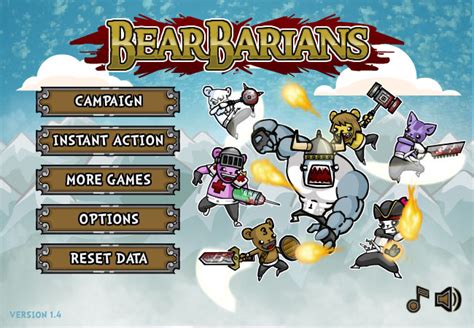 BEARBARIANS
CAMPAIGN
INSTANT ACTION
MORE GAMES
OPTIONS
RESET DATA
VERSION 1.4